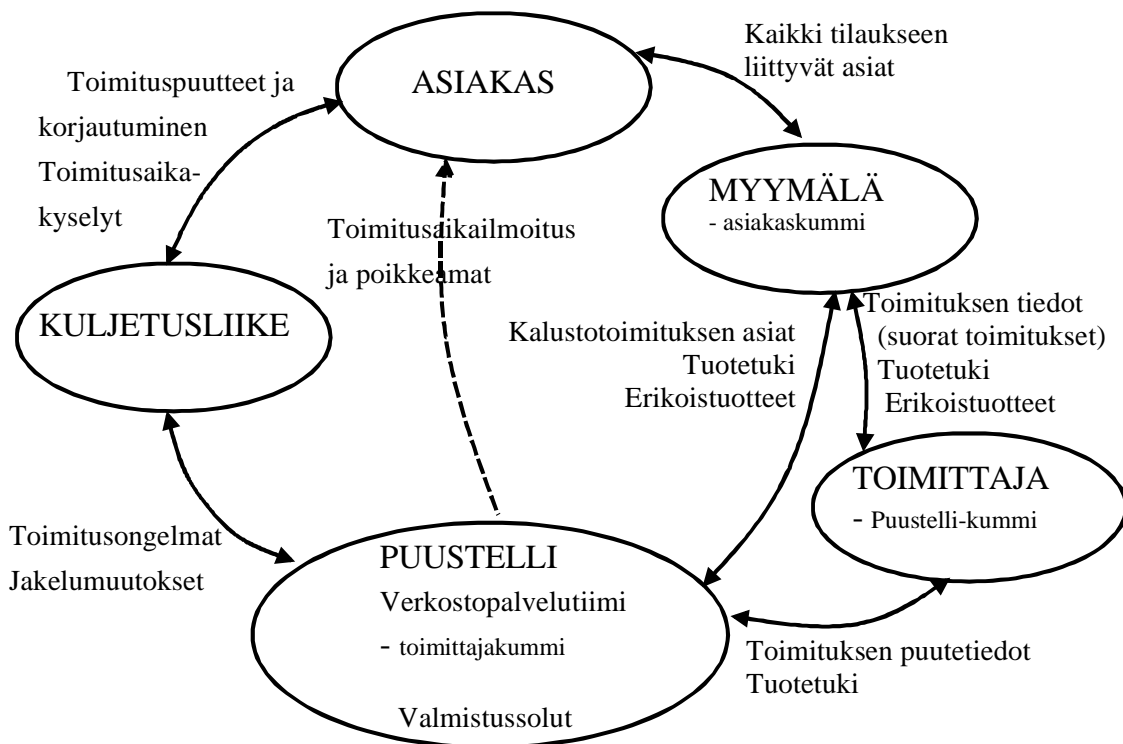 Kaikki tilaukseen
liittyvät asiat
ASIAKAS
Toimituspuutteet ja
korjautuminen
Toimitusaika-
kyselyt
MYYMÄLÄ
- asiakaskummi
Toimitusaikailmoitus
ja poikkeamat
KULJETUSLIIKE
Kalustotoimituksen asiat
Tuotetuki
Erikoistuotteet
Toimituksen tiedot
(suorat toimitukset)
Tuotetuki
Erikoistuotteet
TOIMITTAJA
- Puustelli-kummi
Toimitusongelmat
Jakelumuutokset
PUUSTELLI
Verkostopalvelutiimi
- toimittajakummi
Valmistussolut
Toimituksen puutetiedot
Tuotetuki